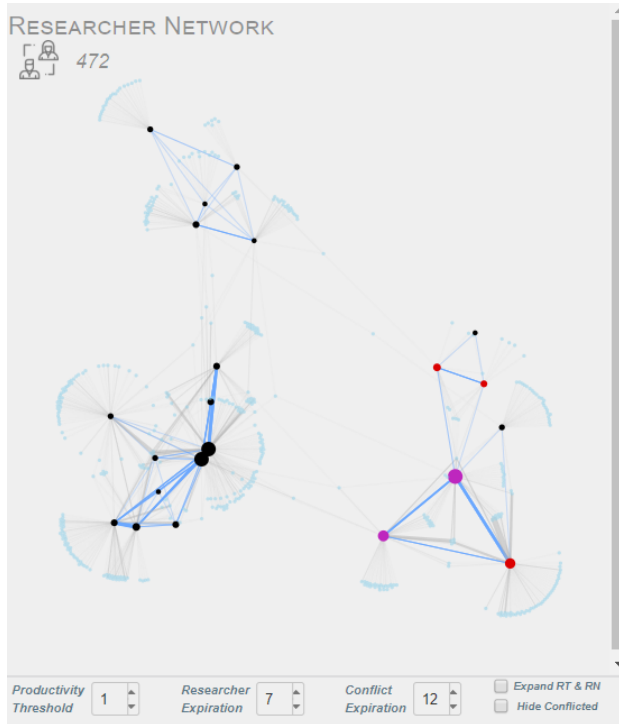 RESEARCHER NETWORK
472
Productivity Threshold 1
Researcher Expiration 7
Conflict Expiration 12
Expand RT & RN
Hide Conflicted